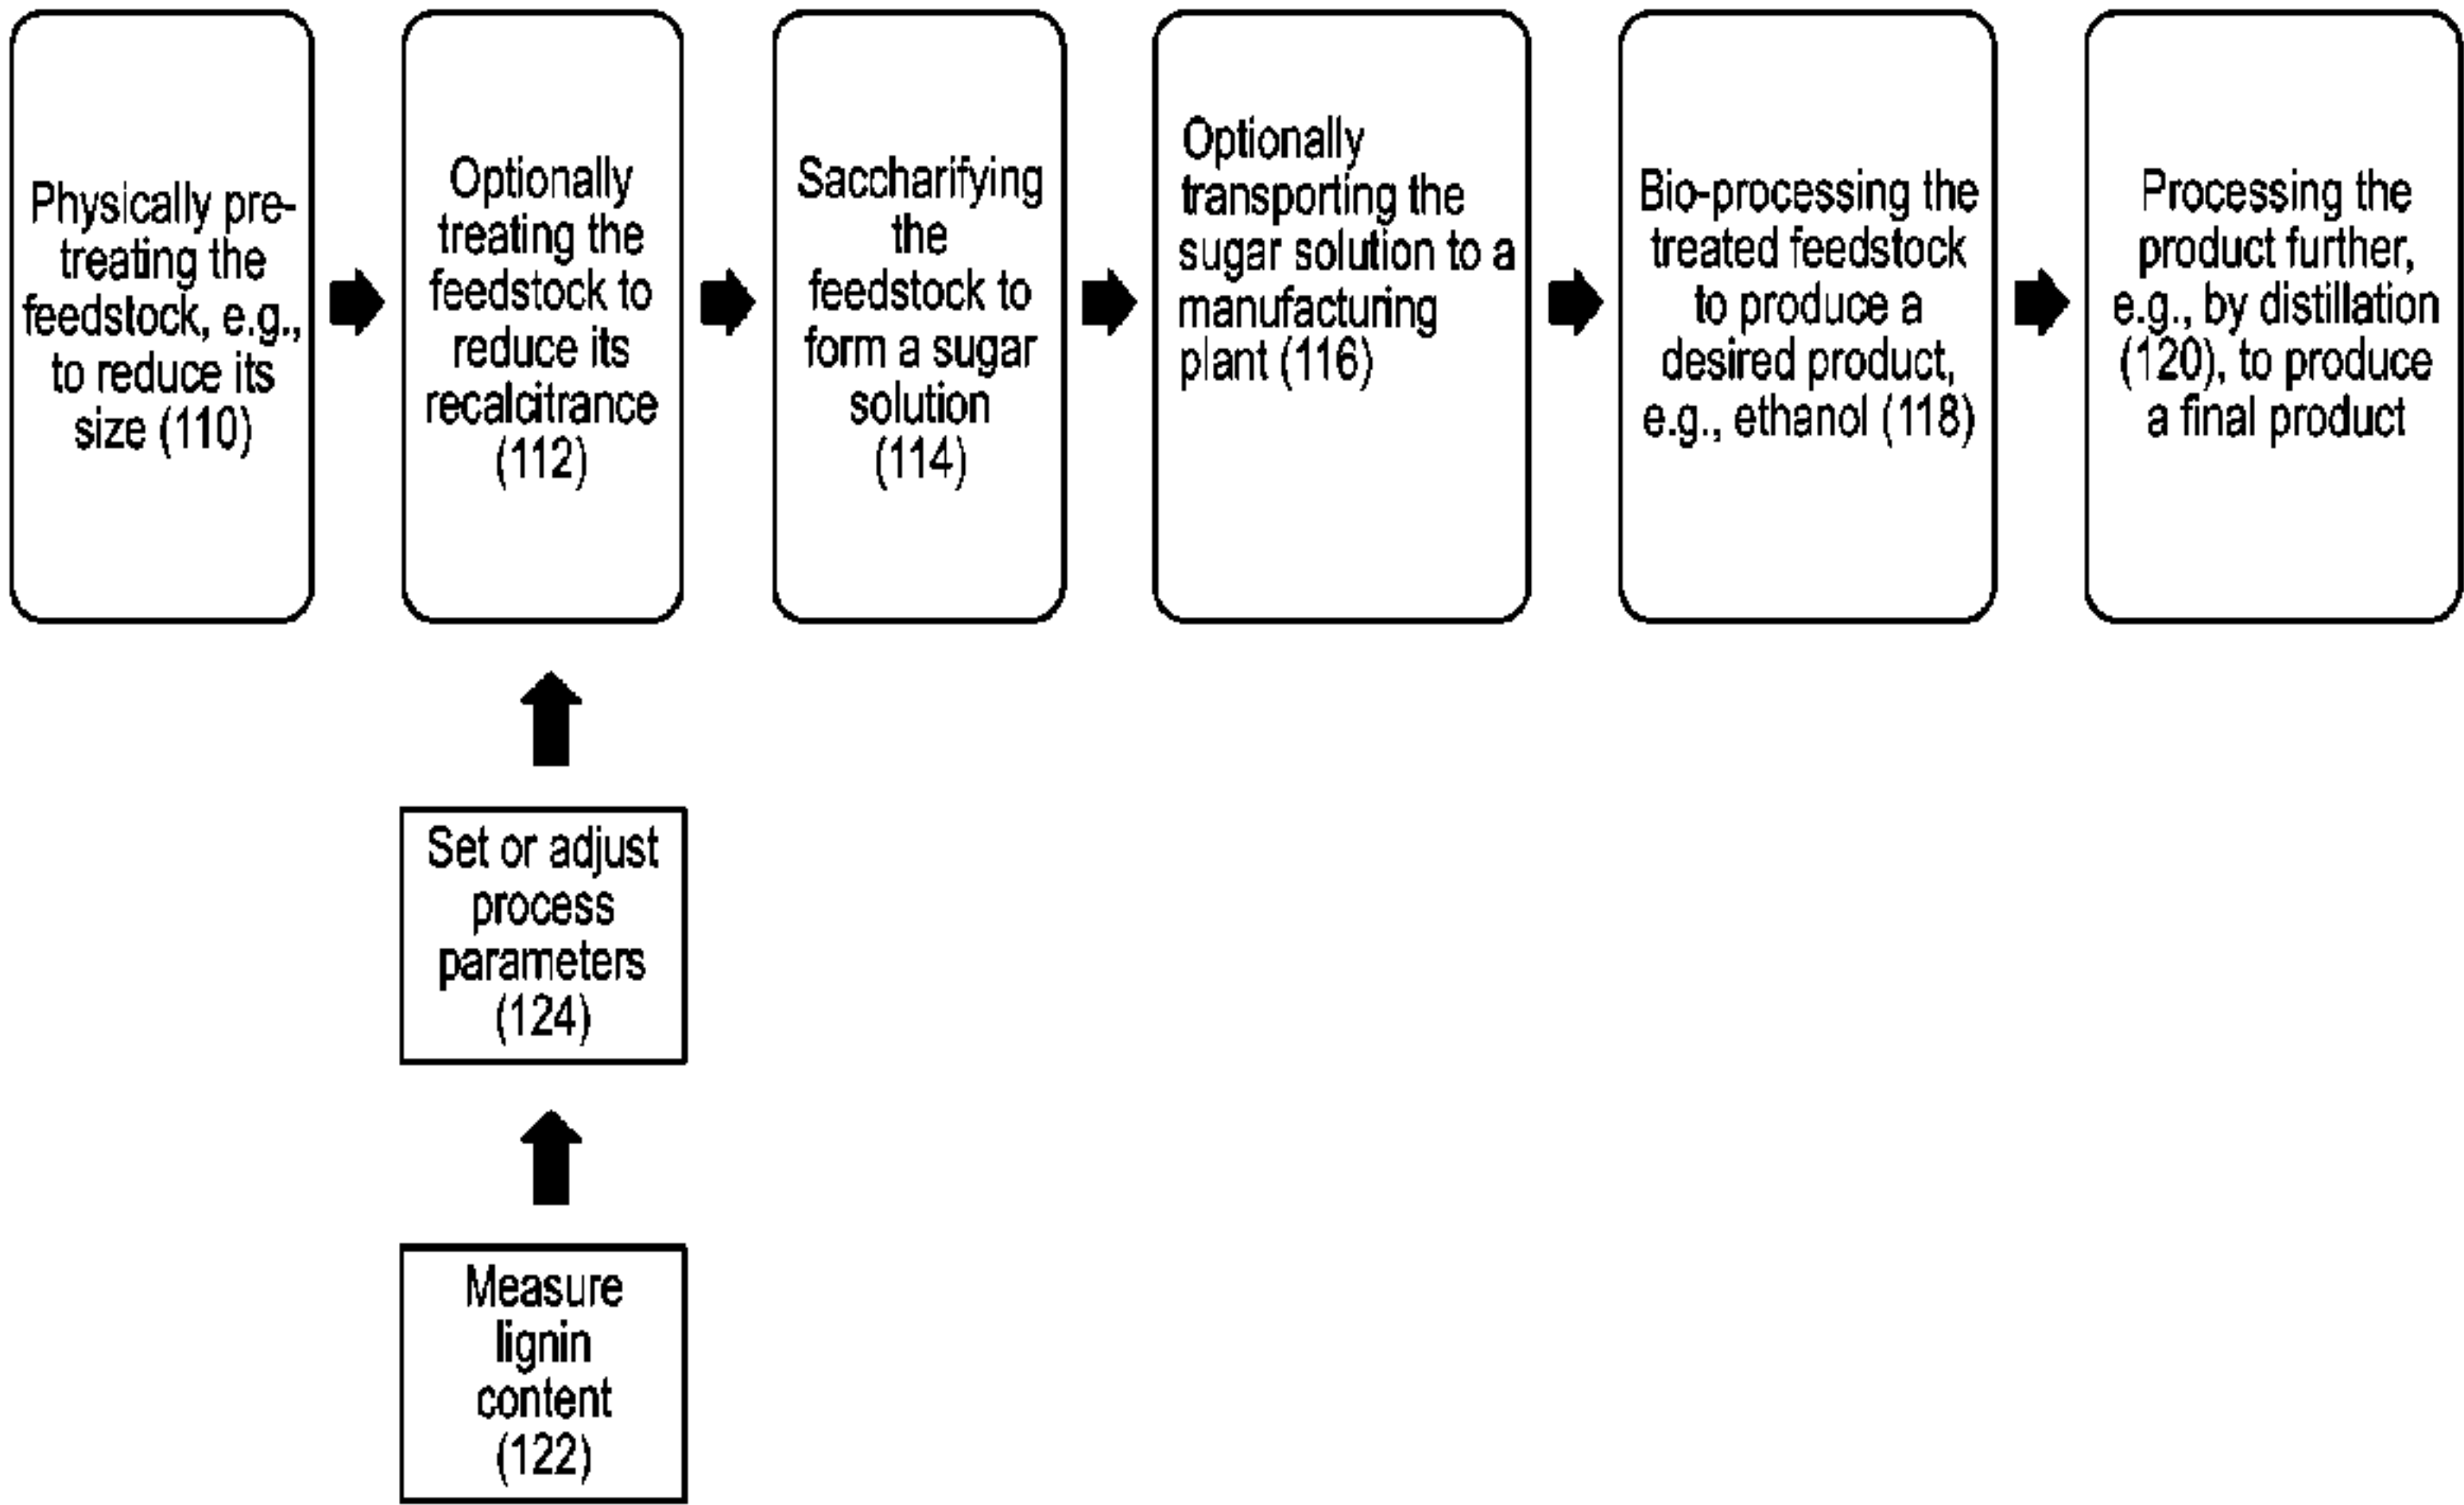 Physically pre-
treating the
feedstock, e.g.,
to reduce its
size (110)
Optionally
treating the
feedstock to
reduce its
recalcitrance
(112)
Saccharifying
the
feedstock to
form a sugar
solution
(114)
Optionally
transporting the
sugar solution to a
manufacturing
plant (116)
Bio-processing the
treated feedstock
to produce a
desired product,
e.g., ethanol (118)
Processing the
product further,
e.g., by distillation
(120), to produce
a final product
Set or adjust
process
parameters
(124)
Measure
lignin
content
(122)